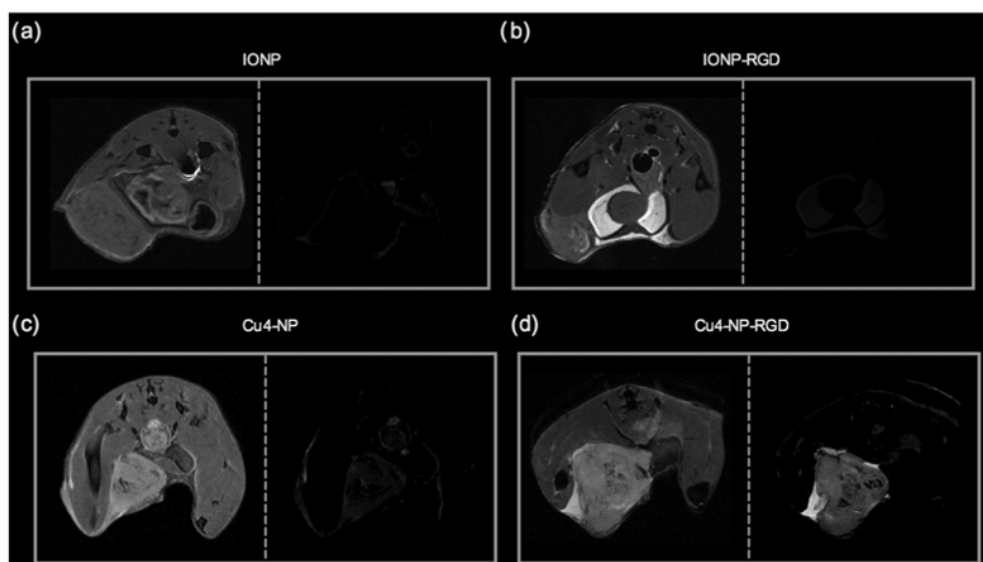 (a)
IONP
(b)
IONP-RGD
(c)
Cu4-NP
(d)
Cu4-NP-RGD